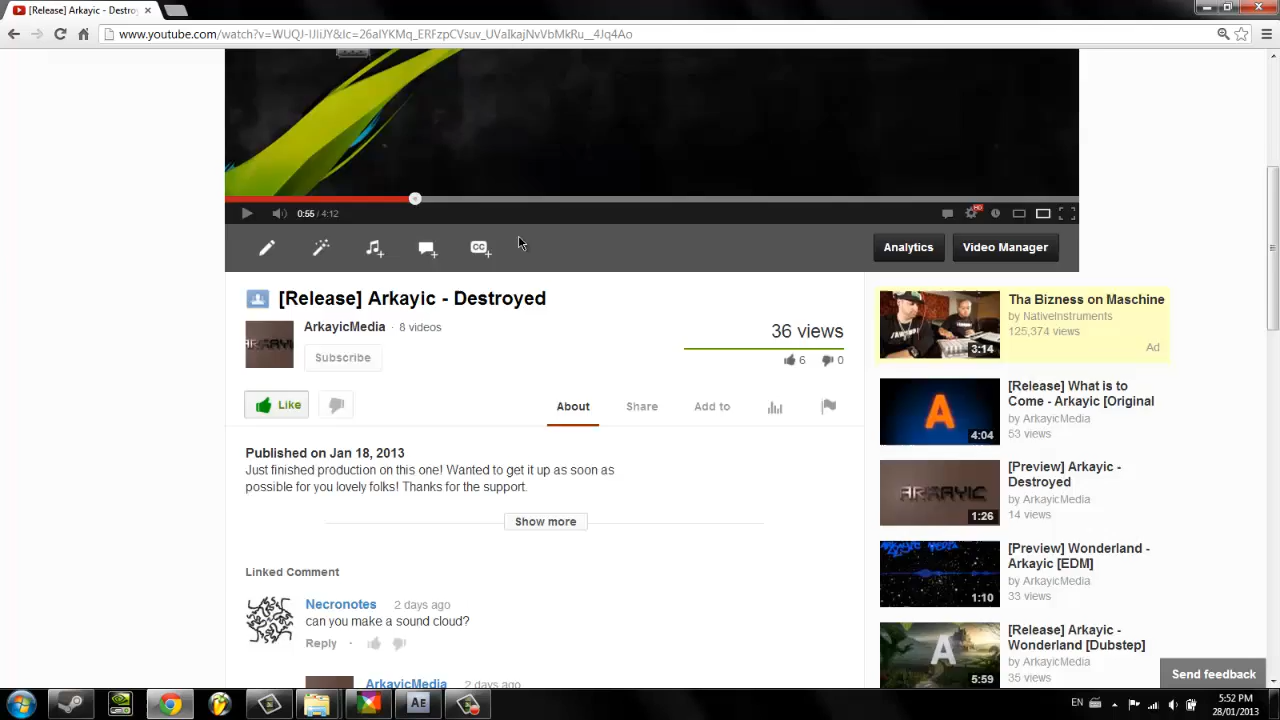 [Release] Arkayic - Destroy
www.youtube.com/watch?v=WUQJ-IJIiJY&lc=26alYKMq_ERFzpCVsuv_UValkajNvVbMkRu__4Jq4Ao
0:55 / 4:12
HD
CC
Analytics
Video Manager
[Release] Arkayic - Destroyed
ArkayicMedia · 8 videos
Subscribe
36 views
6
0
Like
About
Share
Add to
Published on Jan 18, 2013
Just finished production on this one! Wanted to get it up as soon as
possible for you lovely folks! Thanks for the support.
Show more
Linked Comment
Necronotes 2 days ago
can you make a sound cloud?
Reply ·
ArkayicMedia 2 days ago
Tha Bizness on Maschine
by NativeInstruments
125,374 views
Ad
3:14
[Release] What is to
Come - Arkayic [Original
by ArkayicMedia
53 views
A
4:04
[Preview] Arkayic -
Destroyed
by ArkayicMedia
14 views
ARKAYIC
1:26
[Preview] Wonderland -
Arkayic [EDM]
by ArkayicMedia
33 views
1:10
[Release] Arkayic -
Wonderland [Dubstep]
by ArkayicMedia
35 views
A
5:59
Send feedback
AE
EN
5:52 PM
28/01/2013